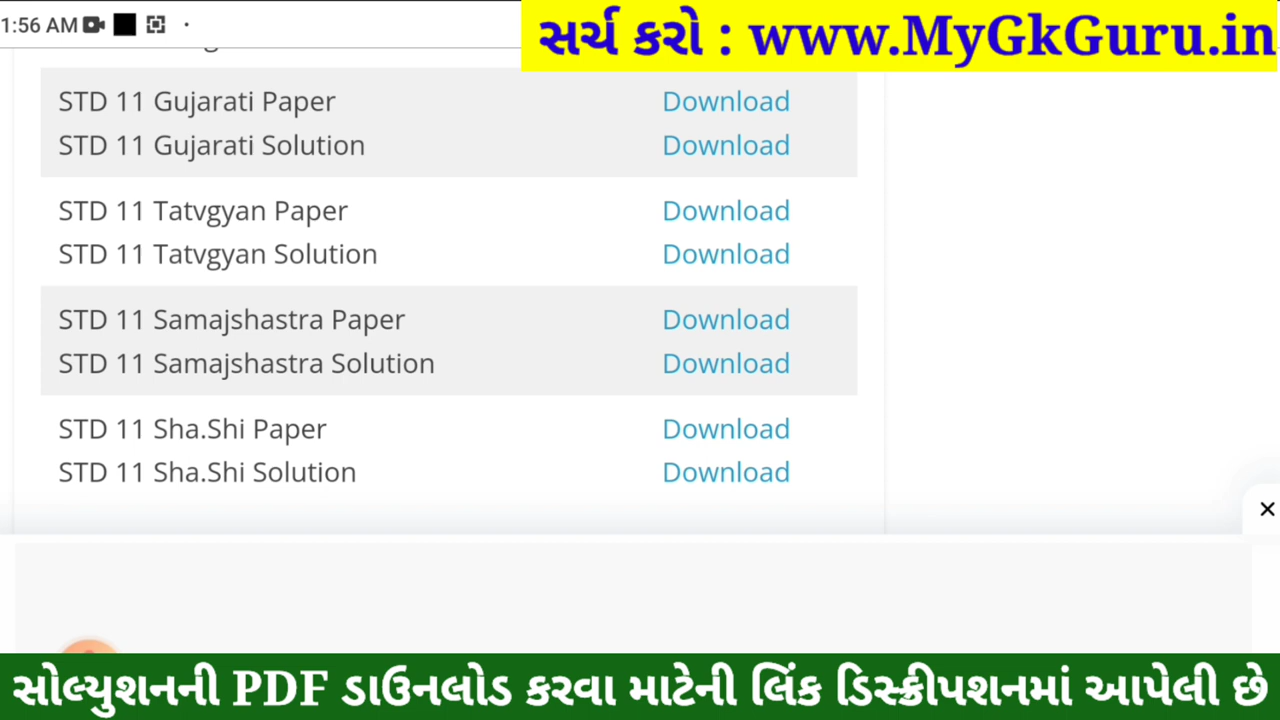 1:56 AM
સર્ચ કરો : www.MyGkGuru.in
STD 11 Gujarati Paper Download
STD 11 Gujarati Solution Download
STD 11 Tatvgyan Paper Download
STD 11 Tatvgyan Solution Download
STD 11 Samajshastra Paper Download
STD 11 Samajshastra Solution Download
STD 11 Sha.Shi Paper Download
STD 11 Sha.Shi Solution Download
સોલ્યુશનની PDF ડાઉનલોડ કરવા માટેની લિંક ડિસ્ક્રીપશનમાં આપેલી છે